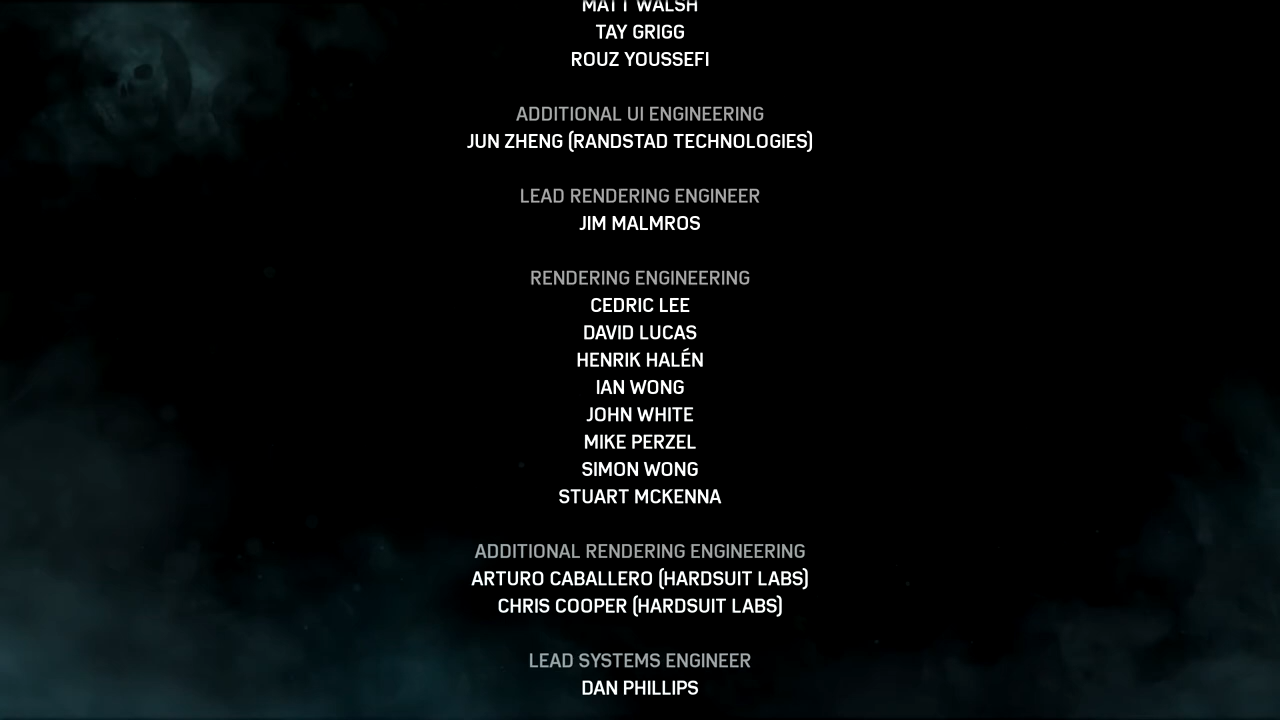 MATT WALSH
TAY GRIGG
ROUZ YOUSSEFI
ADDITIONAL UI ENGINEERING
JUN ZHENG (RANDSTAD TECHNOLOGIES)
LEAD RENDERING ENGINEER
JIM MALMROS
RENDERING ENGINEERING
CEDRIC LEE
DAVID LUCAS
HENRIK HALÉN
IAN WONG
JOHN WHITE
MIKE PERZEL
SIMON WONG
STUART MCKENNA
ADDITIONAL RENDERING ENGINEERING
ARTURO CABALLERO (HARDSUIT LABS)
CHRIS COOPER (HARDSUIT LABS)
LEAD SYSTEMS ENGINEER
DAN PHILLIPS